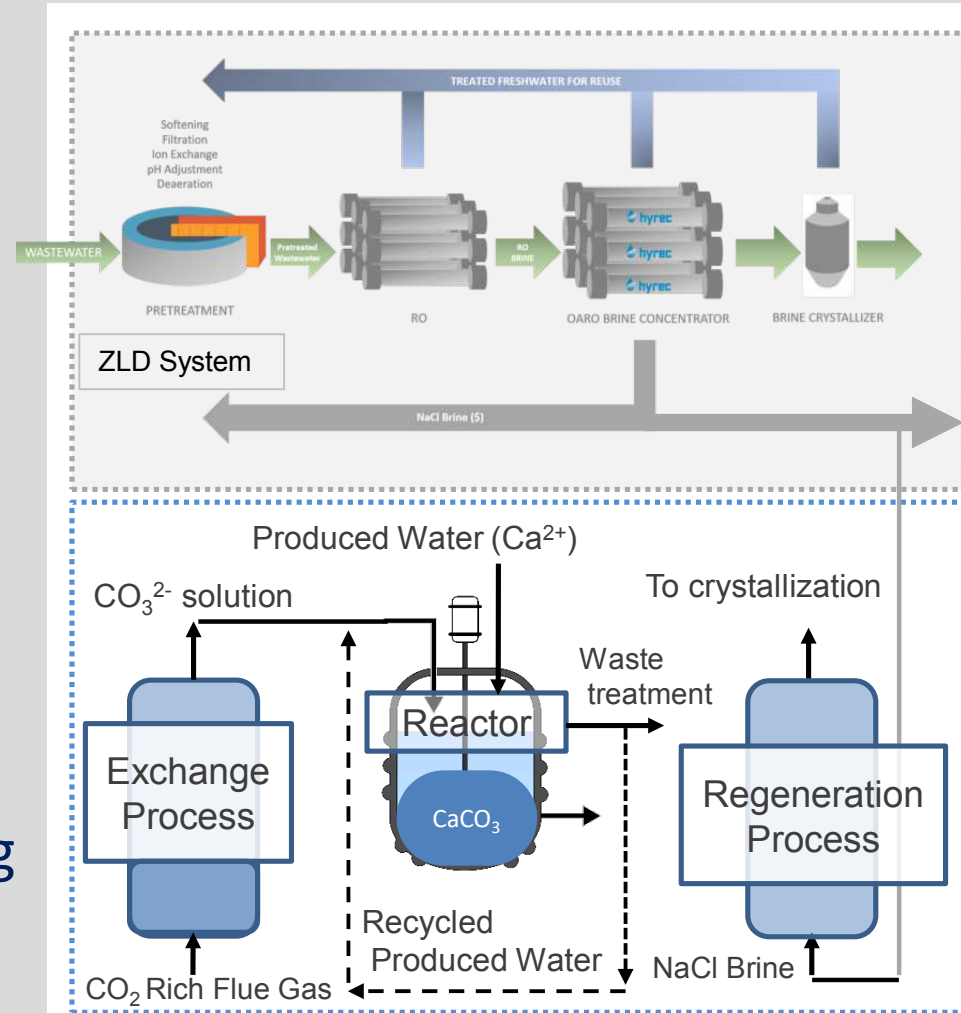 TREATED FRESHWATER FOR REUSE
Softening
Filtration
Ion Exchange
pH Adjustment
Deaeration
WASTEWATER
Pretreated
Wastewater
RO
BRINE
hyrec
hyrec
hyrec
PRETREATMENT
RO
OARO BRINE CONCENTRATOR
BRINE CRYSTALLIZER
ZLD System
NaCl Brine ($)
Produced Water (Ca²⁺)
CO₃²⁻ solution
To crystallization
Waste
treatment
Reactor
Exchange
Process
CaCO₃
Regeneration
Process
g
Recycled
Produced Water
NaCl Brine
CO₂ Rich Flue Gas